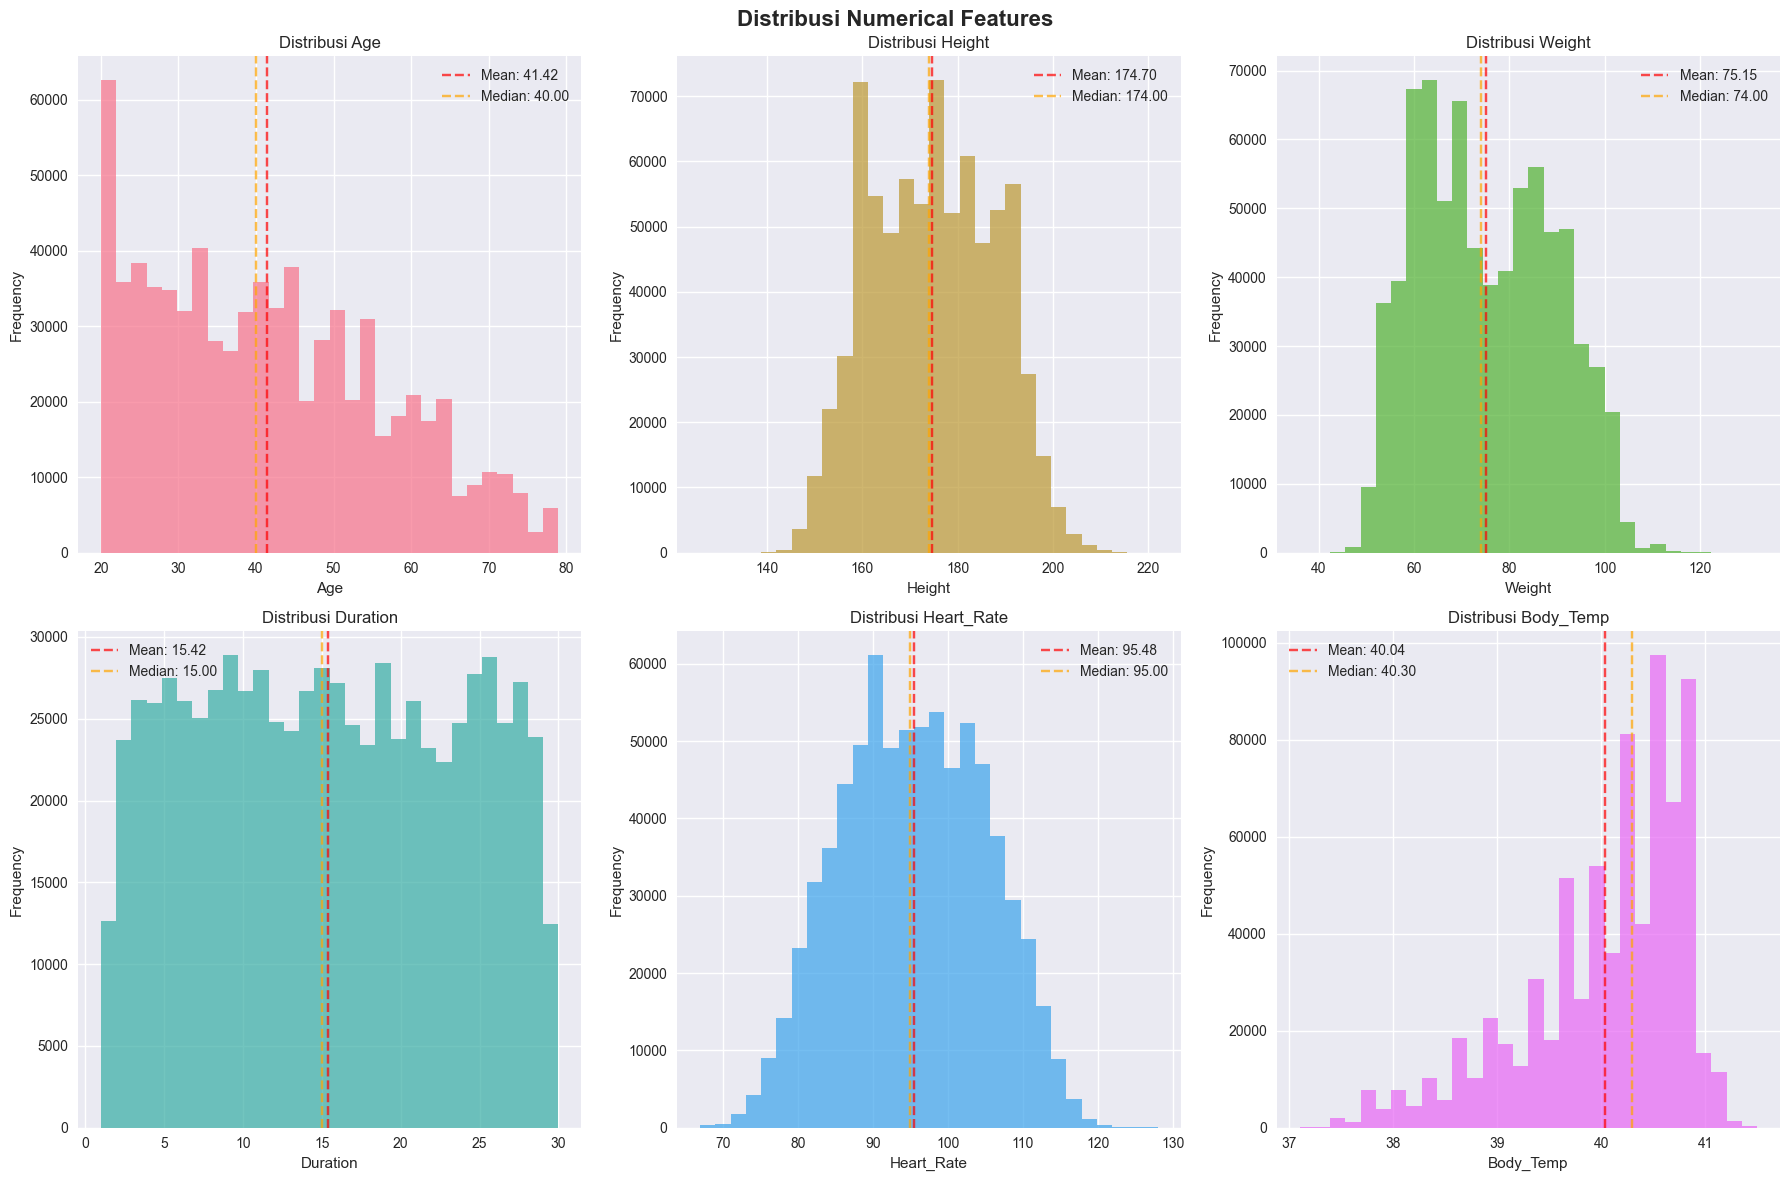 Distribusi Numerical Features
Distribusi Age
Mean: 41.42
Median: 40.00
Frequency
60000
50000
40000
30000
20000
10000
0
20 30 40 50 60 70 80
Age
Distribusi Height
Mean: 174.70
Median: 174.00
Frequency
70000
60000
50000
40000
30000
20000
10000
0
140 160 180 200 220
Height
Distribusi Weight
Mean: 75.15
Median: 74.00
Frequency
70000
60000
50000
40000
30000
20000
10000
0
40 60 80 100 120
Weight
Distribusi Duration
Mean: 15.42
Median: 15.00
Frequency
30000
25000
20000
15000
10000
5000
0
0 5 10 15 20 25 30
Duration
Distribusi Heart_Rate
Mean: 95.48
Median: 95.00
Frequency
60000
50000
40000
30000
20000
10000
0
70 80 90 100 110 120 130
Heart_Rate
Distribusi Body_Temp
Mean: 40.04
Median: 40.30
Frequency
100000
80000
60000
40000
20000
0
37 38 39 40 41
Body_Temp